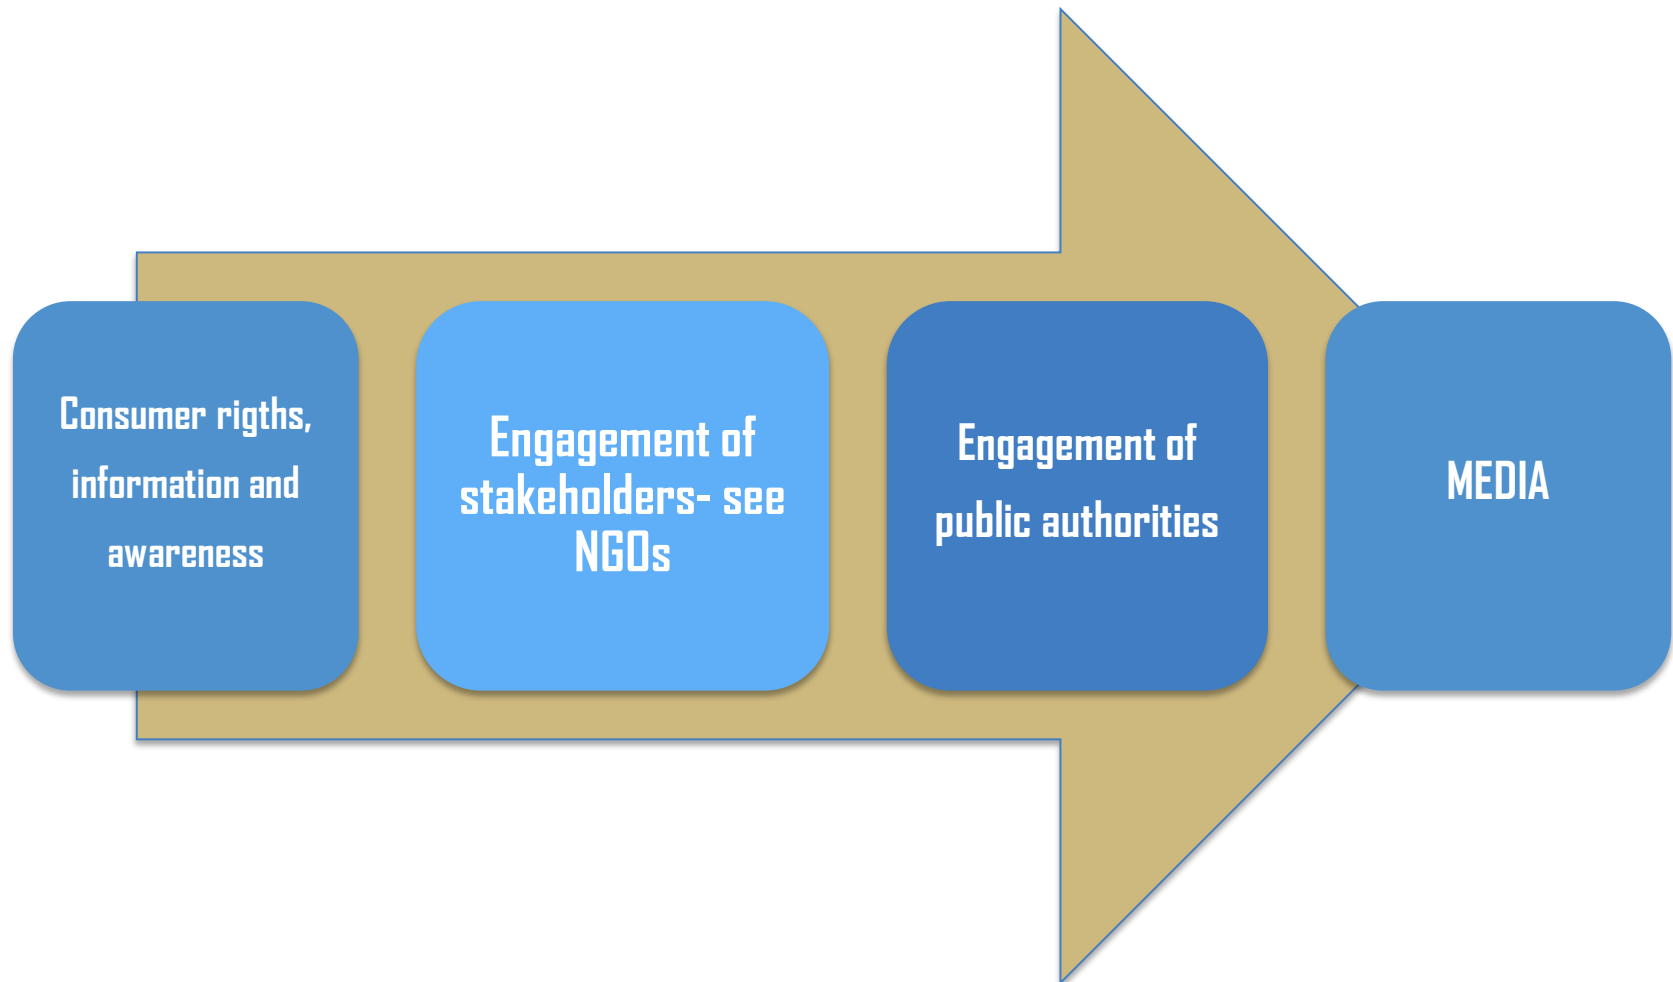 Consumer rigths,
information and
awareness
Engagement of
stakeholders- see
NGOs
Engagement of
public authorities
MEDIA